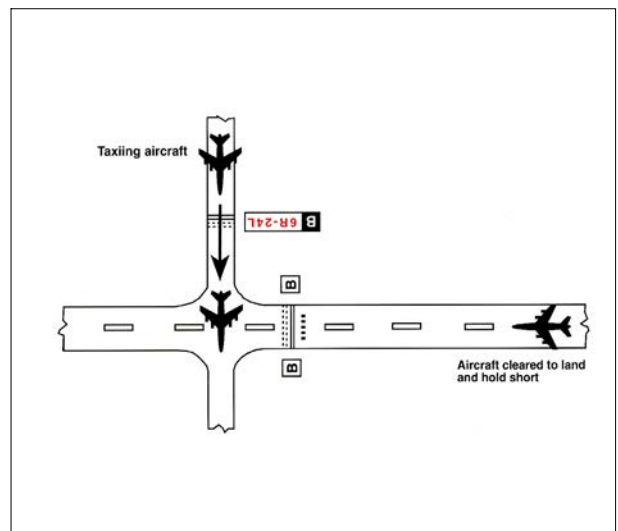 Taxiing aircraft
B 6R-24L
B
B
Aircraft cleared to land
and hold short